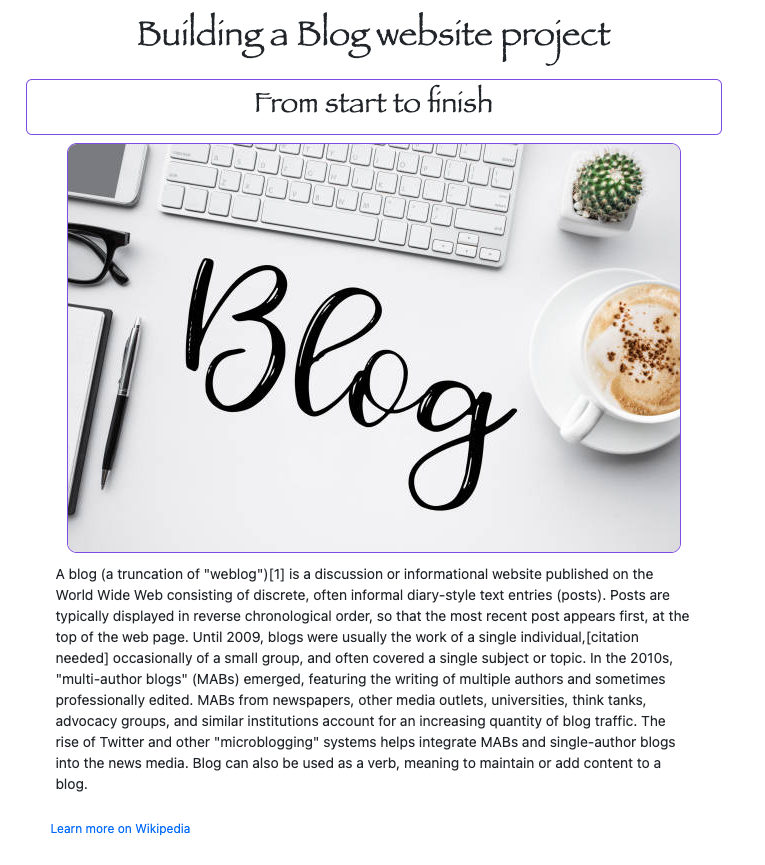 Building a Blog website project
From start to finish
Blog
A blog (a truncation of "weblog")[1] is a discussion or informational website published on the
World Wide Web consisting of discrete, often informal diary-style text entries (posts). Posts are
typically displayed in reverse chronological order, so that the most recent post appears first, at the
top of the web page. Until 2009, blogs were usually the work of a single individual,[citation
needed] occasionally of a small group, and often covered a single subject or topic. In the 2010s,
"multi-author blogs" (MABs) emerged, featuring the writing of multiple authors and sometimes
professionally edited. MABs from newspapers, other media outlets, universities, think tanks,
advocacy groups, and similar institutions account for an increasing quantity of blog traffic. The
rise of Twitter and other "microblogging" systems helps integrate MABs and single-author blogs
into the news media. Blog can also be used as a verb, meaning to maintain or add content to a
blog.
Learn more on Wikipedia